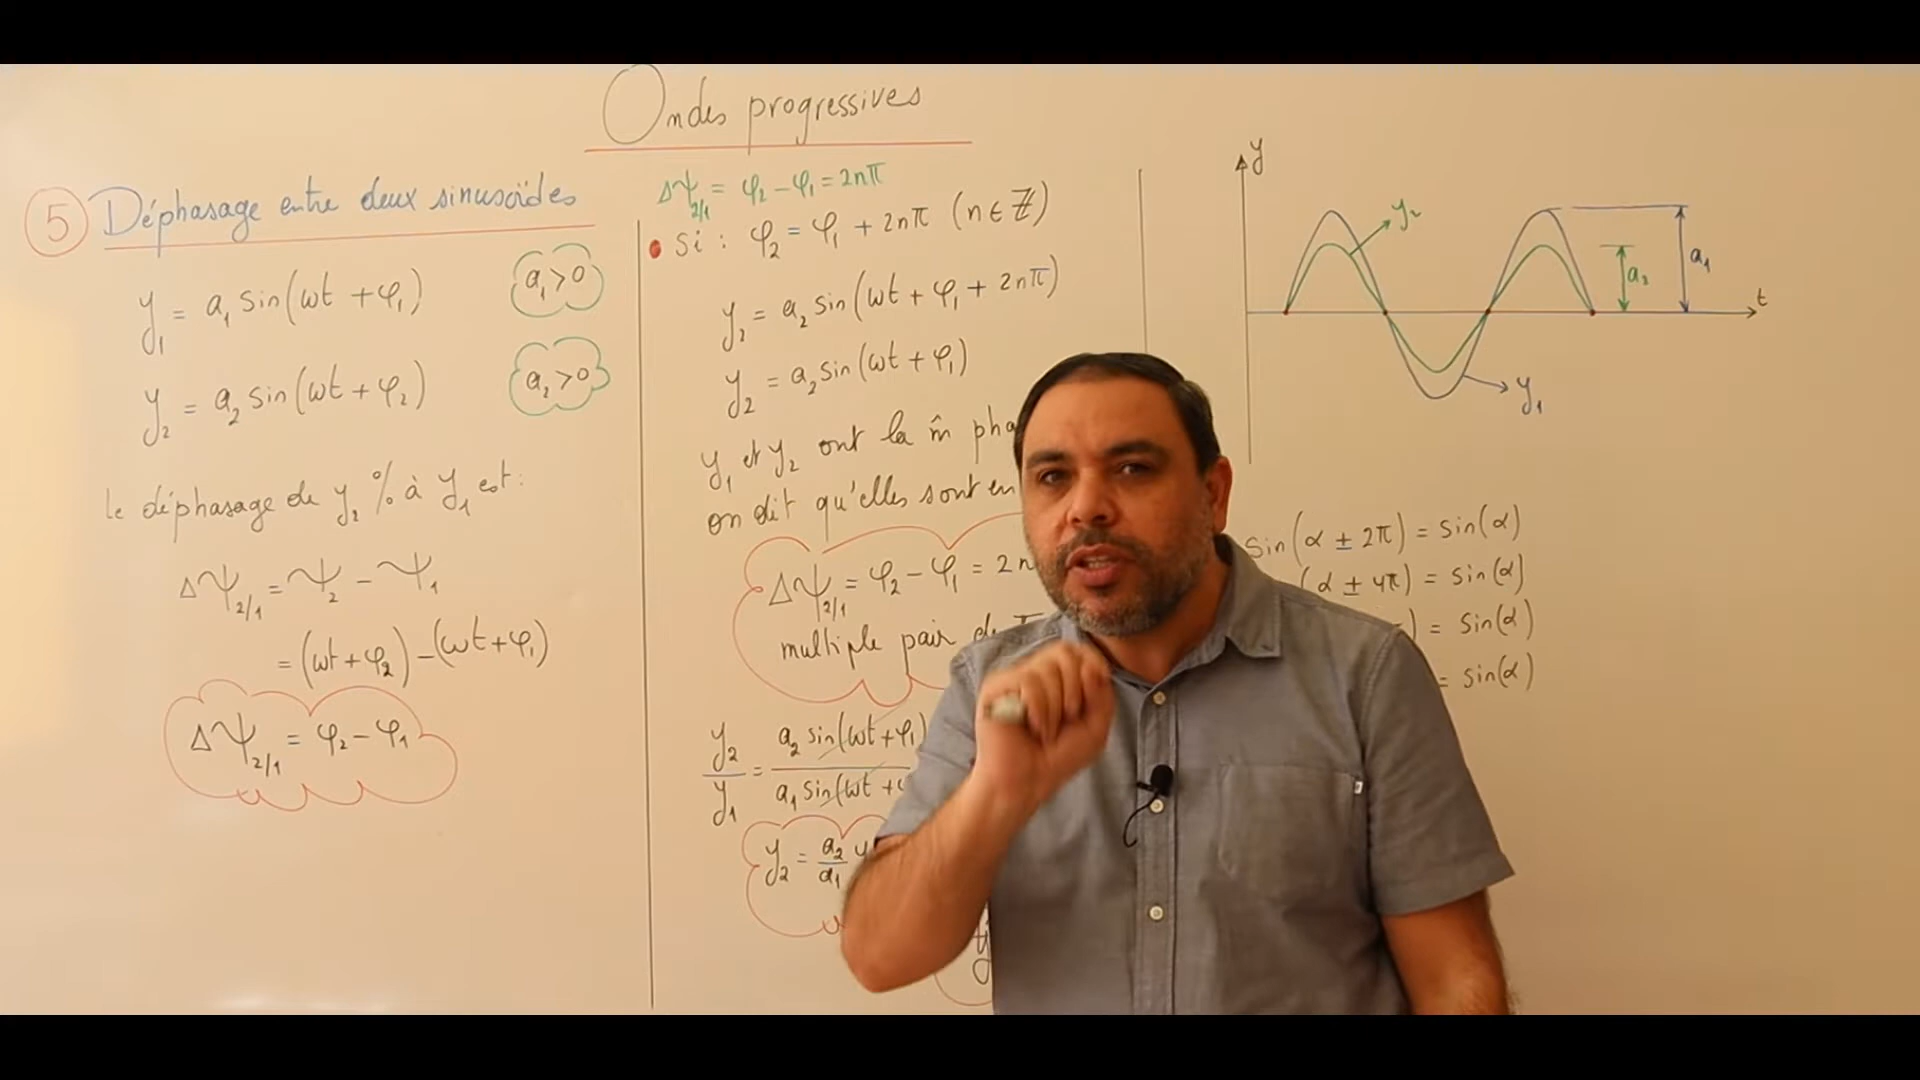 Ondes progressives
5 Déphasage entre deux sinusoïdes
y₁ = a₁ sin(ωt + φ₁)
a₁ > 0
y₂ = a₂ sin(ωt + φ₂)
a₂ > 0
le déphasage de y₂ % à y₁ est :
Δψ₂/₁ = ψ₂ - ψ₁
= (ωt + φ₂) - (ωt + φ₁)
Δψ₂/₁ = φ₂ - φ₁
Δψ₂/₁ = φ₂ - φ₁ = 2nπ
• Si : φ₂ = φ₁ + 2nπ (n ∈ ℤ)
y₂ = a₂ sin(ωt + φ₁ + 2nπ)
y₂ = a₂ sin(ωt + φ₁)
y₁ et y₂ ont la m̂
on dit qu'elles sont en
Δψ₂/₁ = φ₂ - φ₁ = 2n
multiple pair de π
y₂/y₁ = a₂ sin(ωt + φ₁) / a₁ sin(ωt +
y₂ = a₂/a₁ y
y
y₂
a₁
a₂
t
y₁
sin(α ± 2π) = sin(α)
(α ± 4π) = sin(α)
) = sin(α)
= sin(α)